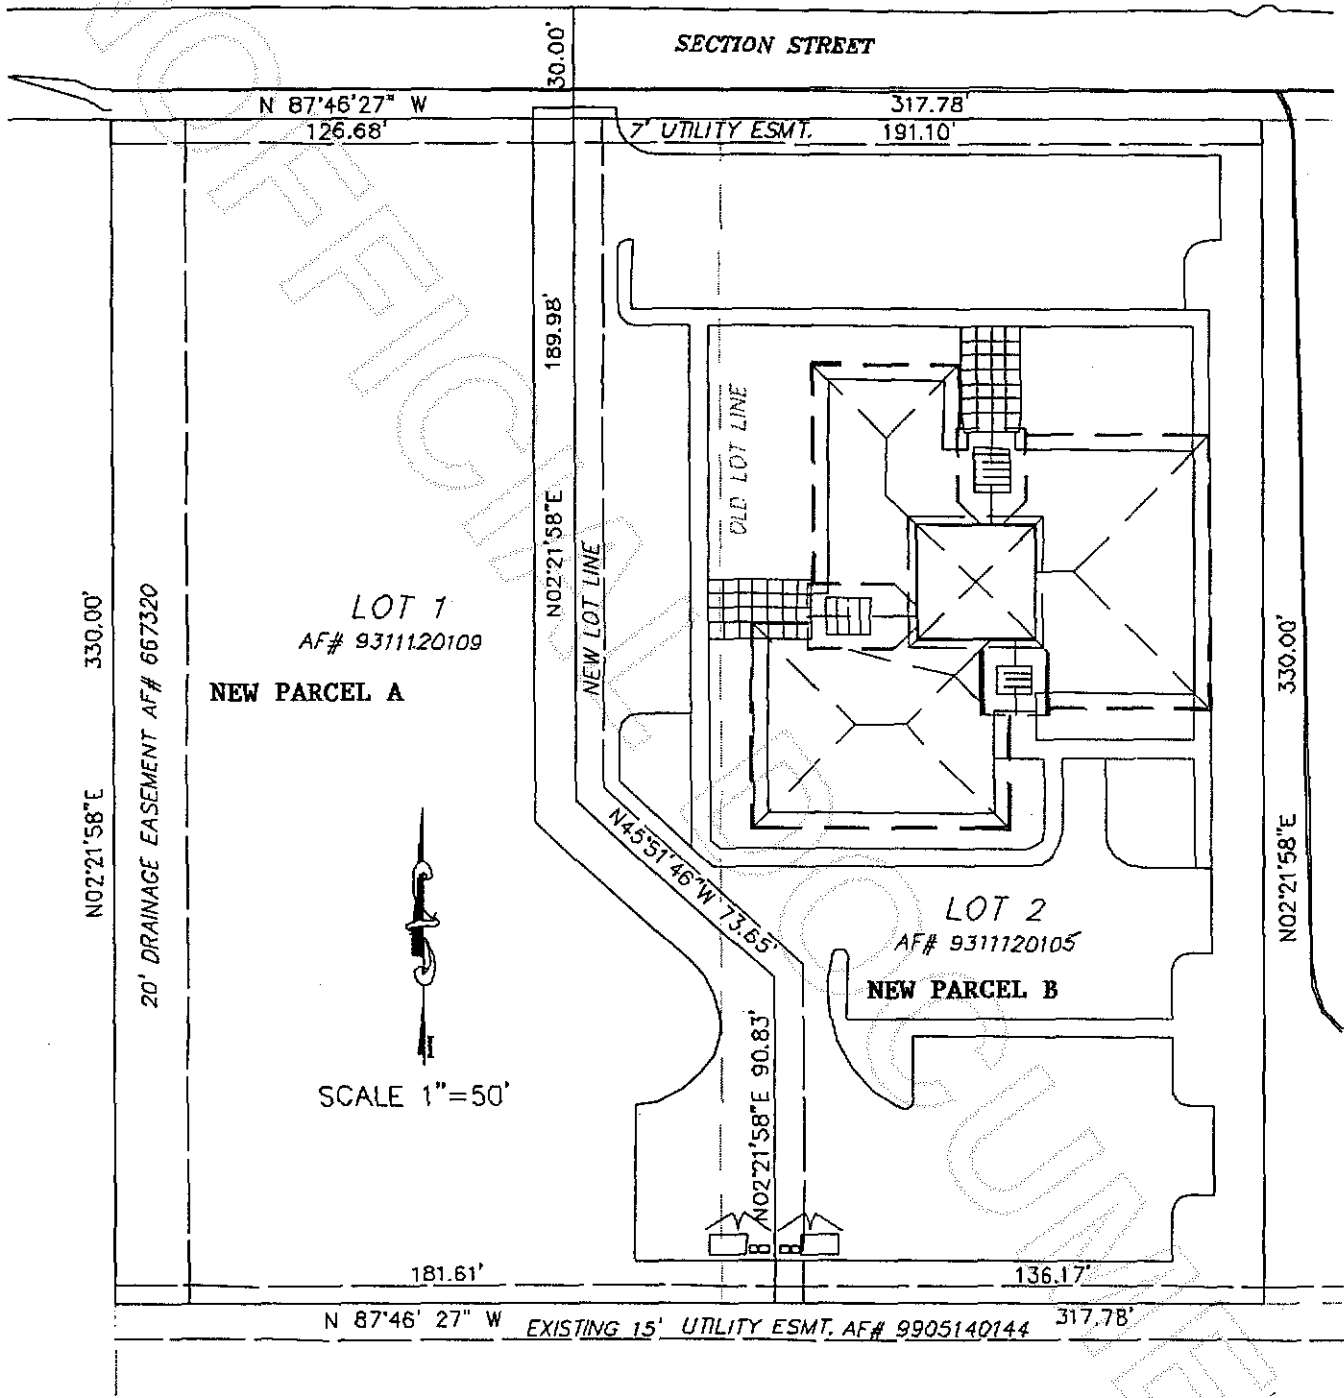 SECTION STREET
30.00'
N 87°46'27" W
317.78'
126.68'
7' UTILITY ESMT.
191.10'
189.98'
N02°21'58"E
OLD LOT LINE
NEW LOT LINE
LOT 1
AF# 9311120109
NEW PARCEL A
330.00'
N02°21'58"E
20' DRAINAGE EASEMENT AF# 667320
330.00'
N02°21'58"E
N45°51'46"W 73.65'
LOT 2
AF# 9311120105
NEW PARCEL B
N02°21'58"E 90.83'
SCALE 1"=50'
181.61'
136.17'
N 87°46' 27" W
317.78'
EXISTING 15' UTILITY ESMT. AF# 9905140144
UNOFFICIAL DOCUMENT